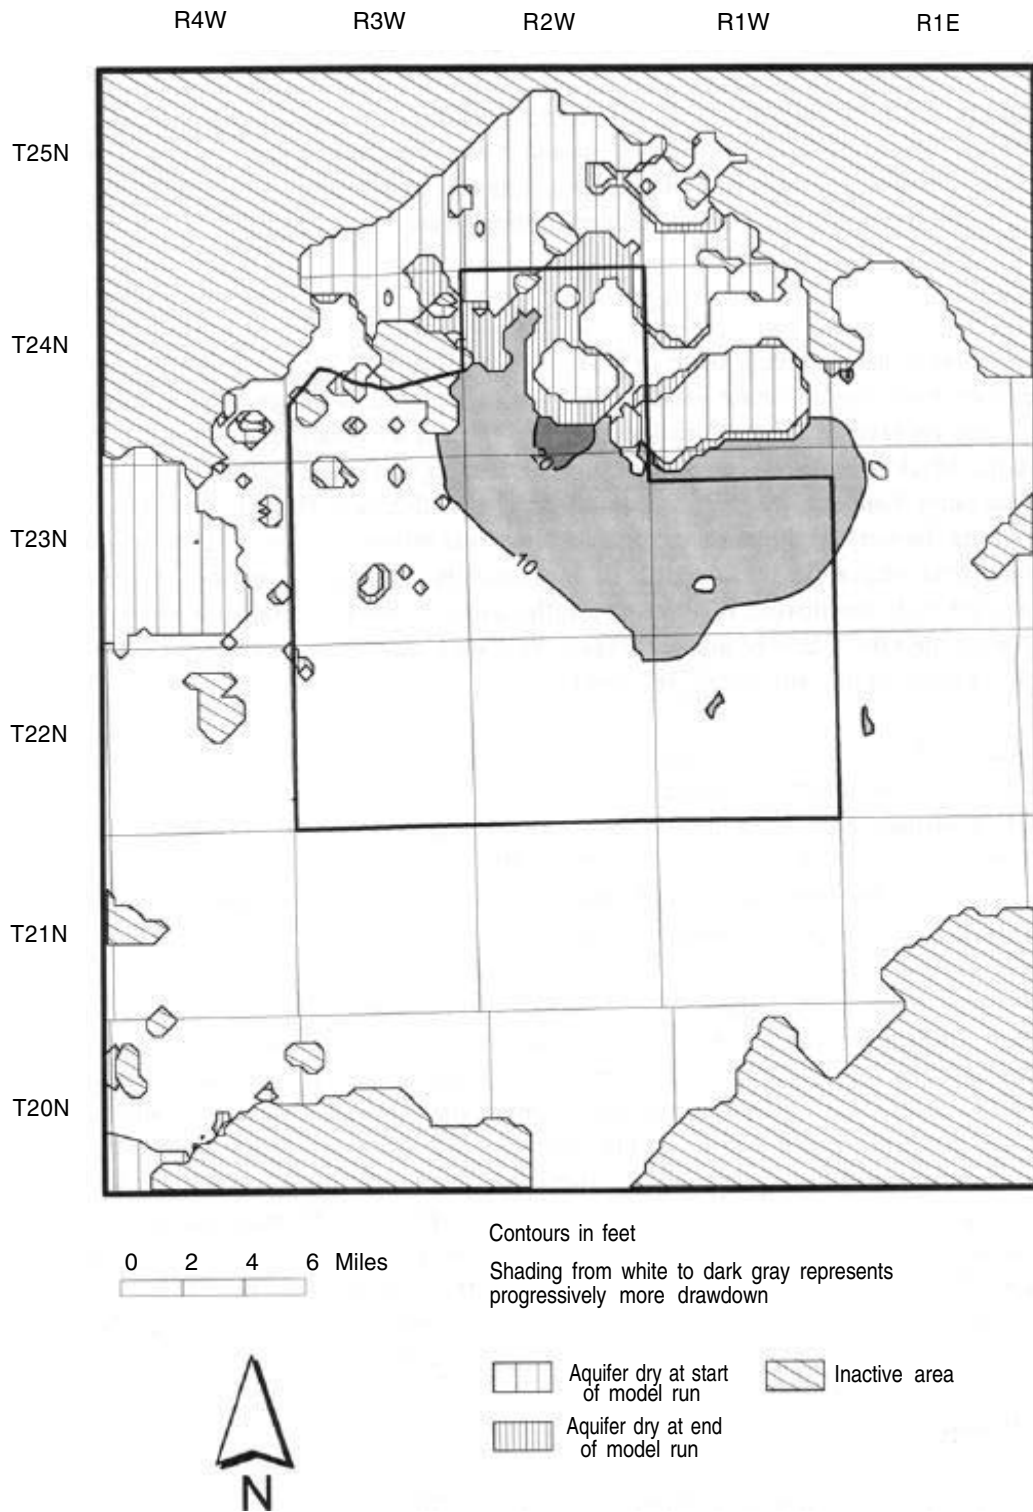 R4W R3W R2W R1W R1E
T25N
T24N
T23N
10
T22N
T21N
T20N
Contours in feet
0 2 4 6 Miles
Shading from white to dark gray represents
progressively more drawdown
Aquifer dry at start
of model run
Inactive area
Aquifer dry at end
of model run
N